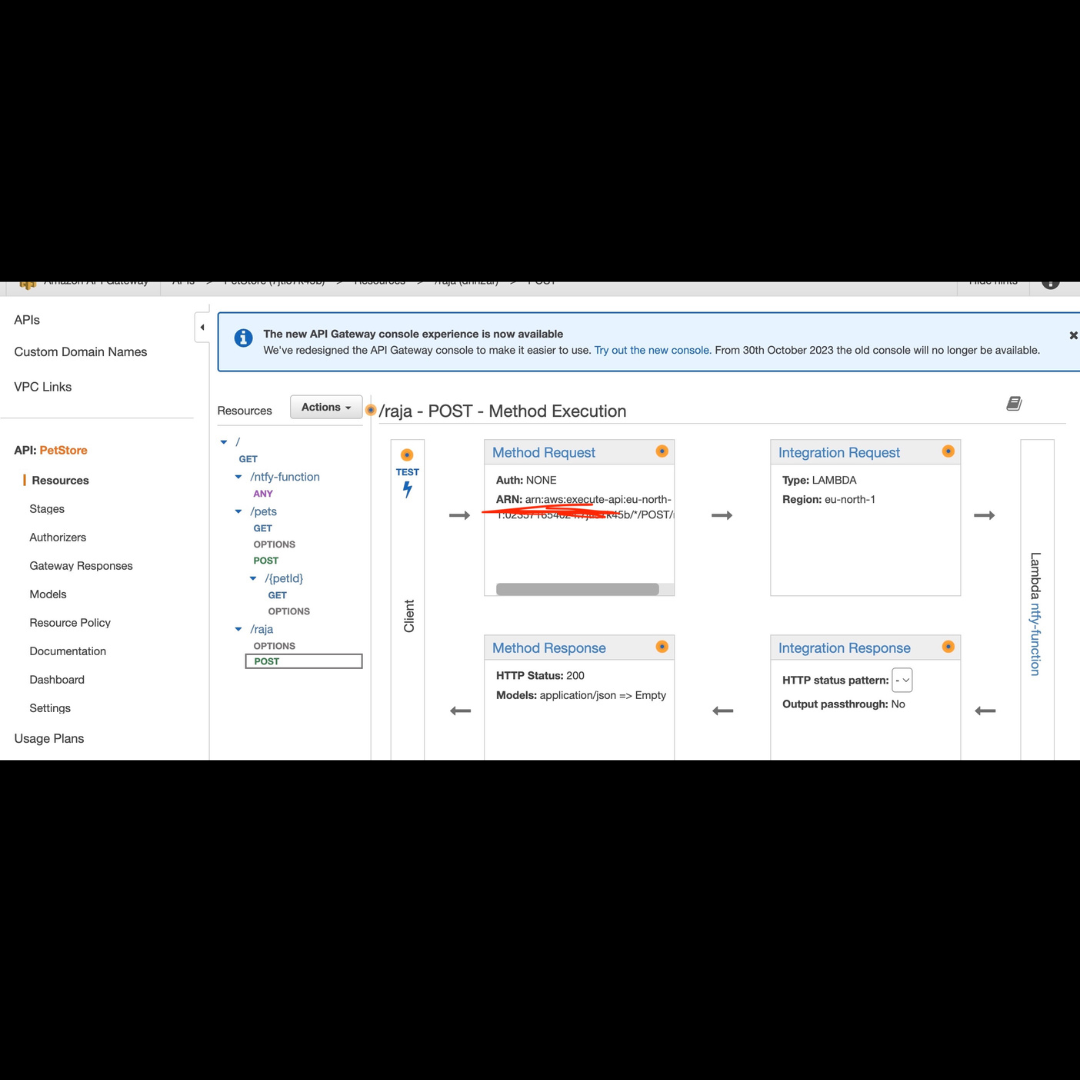 APIs
Custom Domain Names
VPC Links
API: PetStore
Resources
Stages
Authorizers
Gateway Responses
Models
Resource Policy
Documentation
Dashboard
Settings
Usage Plans
The new API Gateway console experience is now available
We've redesigned the API Gateway console to make it easier to use. Try out the new console. From 30th October 2023 the old console will no longer be available.
Resources
Actions
/
GET
/ntfy-function
ANY
/pets
GET
OPTIONS
POST
/{petId}
GET
OPTIONS
/raja
OPTIONS
POST
/raja - POST - Method Execution
TEST
Client
Method Request
Auth: NONE
ARN: arn:aws:execute-api:eu-north-
/*/POST/
Integration Request
Type: LAMBDA
Region: eu-north-1
Lambda ntfy-function
Method Response
HTTP Status: 200
Models: application/json => Empty
Integration Response
HTTP status pattern: -
Output passthrough: No